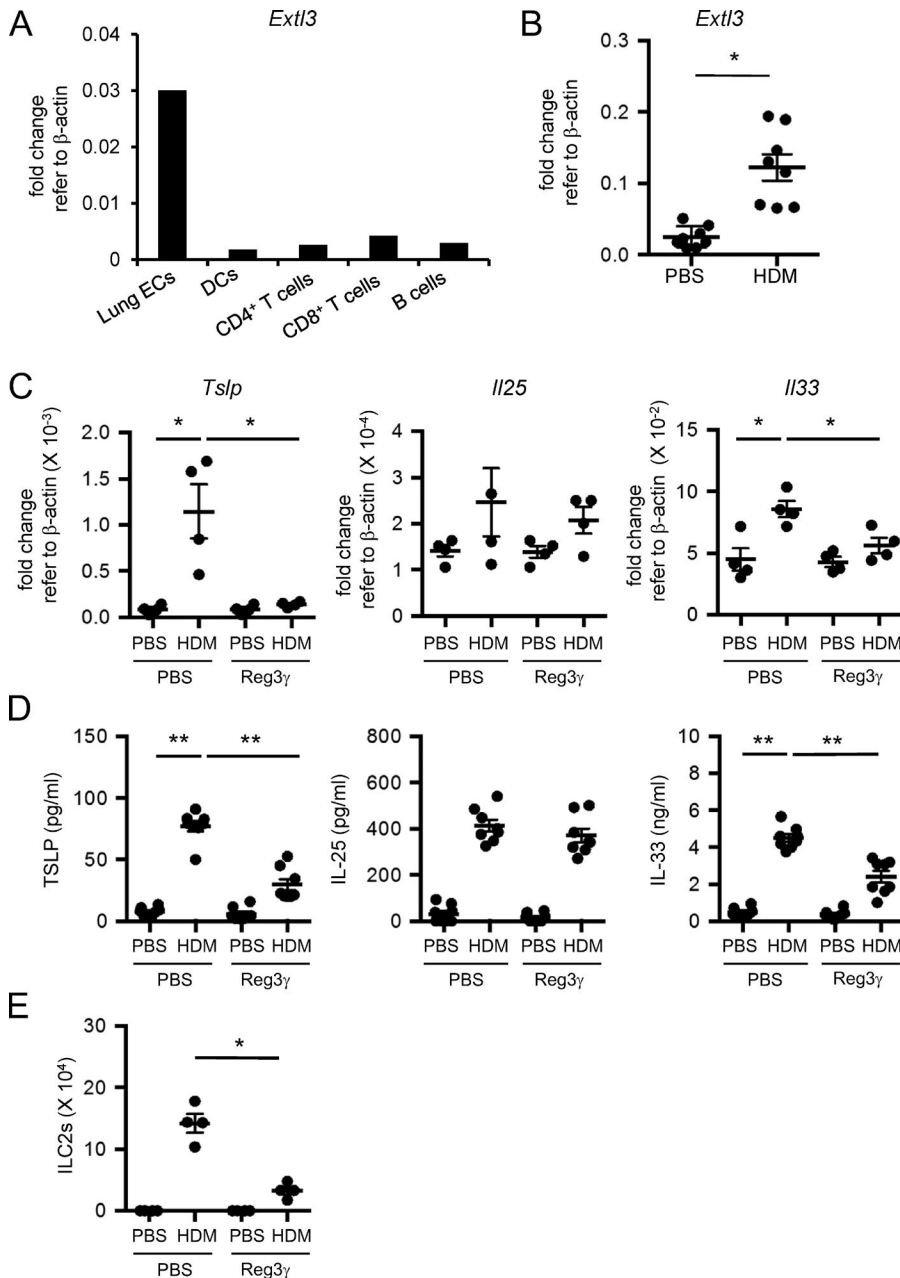 A
Extl3
fold change
refer to β-actin
0.04
0.03
0.02
0.01
0
Lung ECs
DCs
CD4+ T cells
CD8+ T cells
B cells
B
Extl3
fold change
refer to β-actin
0.3
0.2
0.1
0.0
*
PBS HDM
C
Tslp
fold change
refer to β-actin (X 10-3)
2.0
1.5
1.0
0.5
0.0
* *
PBS HDM PBS HDM
PBS Reg3γ
Il25
fold change
refer to β-actin (X 10-4)
4
3
2
1
0
PBS HDM PBS HDM
PBS Reg3γ
Il33
fold change
refer to β-actin (X 10-2)
15
10
5
0
* *
PBS HDM PBS HDM
PBS Reg3γ
D
TSLP (pg/ml)
150
100
50
0
** **
PBS HDM PBS HDM
PBS Reg3γ
IL-25 (pg/ml)
800
600
400
200
0
PBS HDM PBS HDM
PBS Reg3γ
IL-33 (ng/ml)
10
8
6
4
2
0
** **
PBS HDM PBS HDM
PBS Reg3γ
E
ILC2s (X 104)
30
20
10
0
*
PBS HDM PBS HDM
PBS Reg3γ